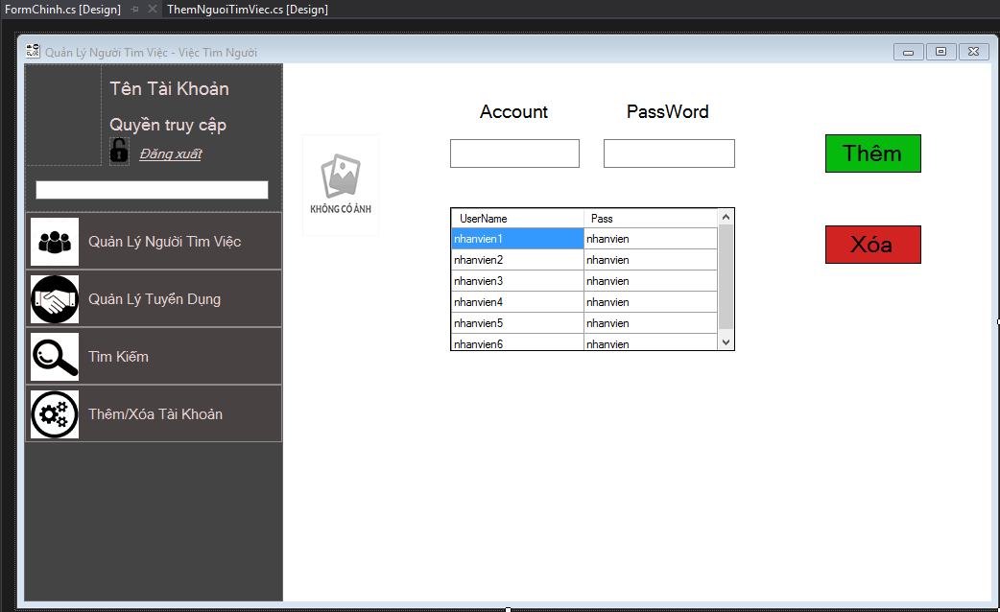 FormChinh.cs [Design]
ThemNguoiTimViec.cs [Design]
Quản Lý Người Tìm Việc - Việc Tìm Người
Tên Tài Khoản
Quyền truy cập
Đăng xuất
Quản Lý Người Tìm Việc
Quản Lý Tuyển Dụng
Tìm Kiếm
Thêm/Xóa Tài Khoản
KHÔNG CÓ ẢNH
Account PassWord
Thêm
Xóa
UserName Pass
nhanvien1 nhanvien
nhanvien2 nhanvien
nhanvien3 nhanvien
nhanvien4 nhanvien
nhanvien5 nhanvien
nhanvien6 nhanvien